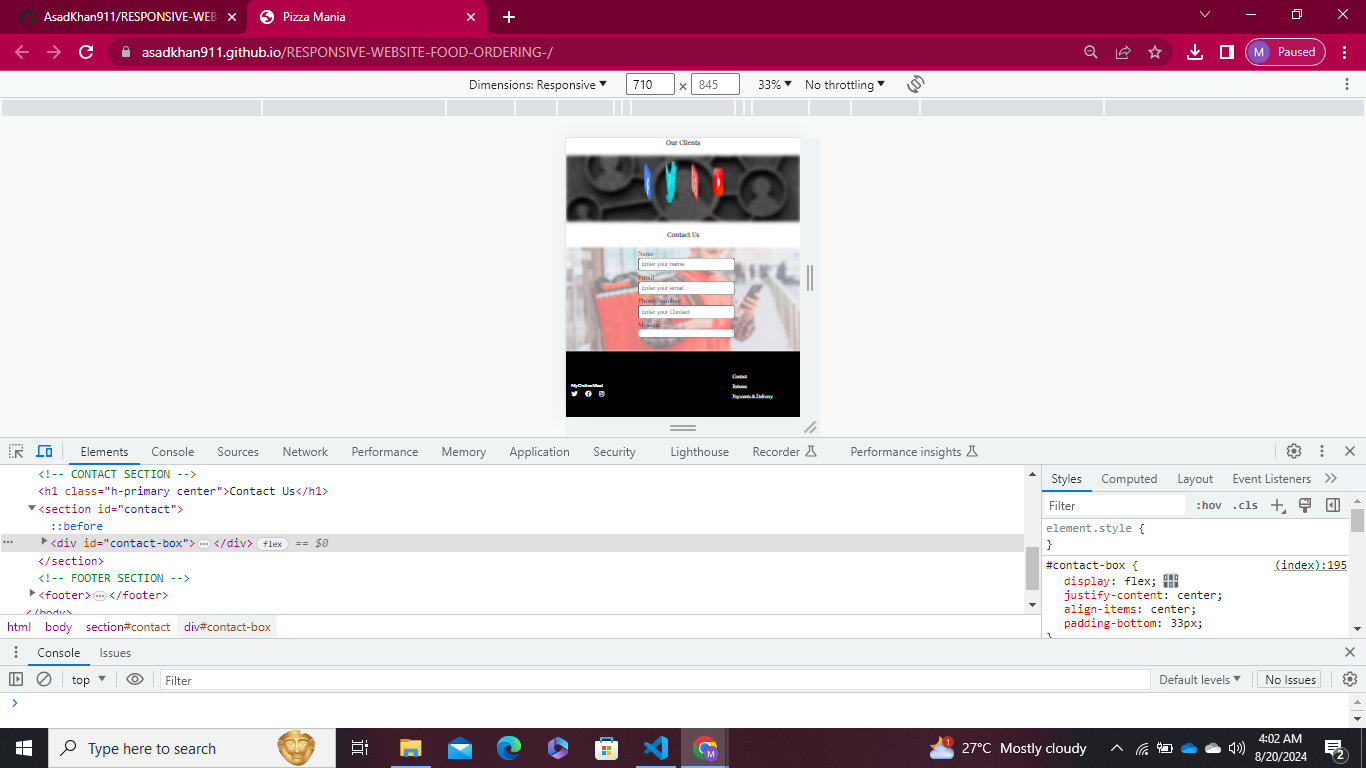 AsadKhan911/RESPONSIVE-WEB
Pizza Mania
asadkhan911.github.io/RESPONSIVE-WEBSITE-FOOD-ORDERING-/
M Paused
Dimensions: Responsive 710 × 845 33% No throttling
Our Clients
Contact Us
Name
Enter your name
Email
Enter your email
Phone Number
Enter your Contact
Message
MyOnlineMeal
Contact
Returns
Payments & Delivery
Elements Console Sources Network Performance Memory Application Security Lighthouse Recorder Performance insights
<!-- CONTACT SECTION -->
<h1 class="h-primary center">Contact Us</h1>
<section id="contact">
::before
<div id="contact-box"> … </div> flex == $0
</section>
<!-- FOOTER SECTION -->
<footer> … </footer>
</body>
html body section#contact div#contact-box
Styles Computed Layout Event Listeners
Filter :hov .cls
element.style {
}
#contact-box { (index):195
display: flex;
justify-content: center;
align-items: center;
padding-bottom: 33px;
}
Console Issues
top Filter Default levels No Issues
Type here to search
1 27°C Mostly cloudy
4:02 AM
8/20/2024
2